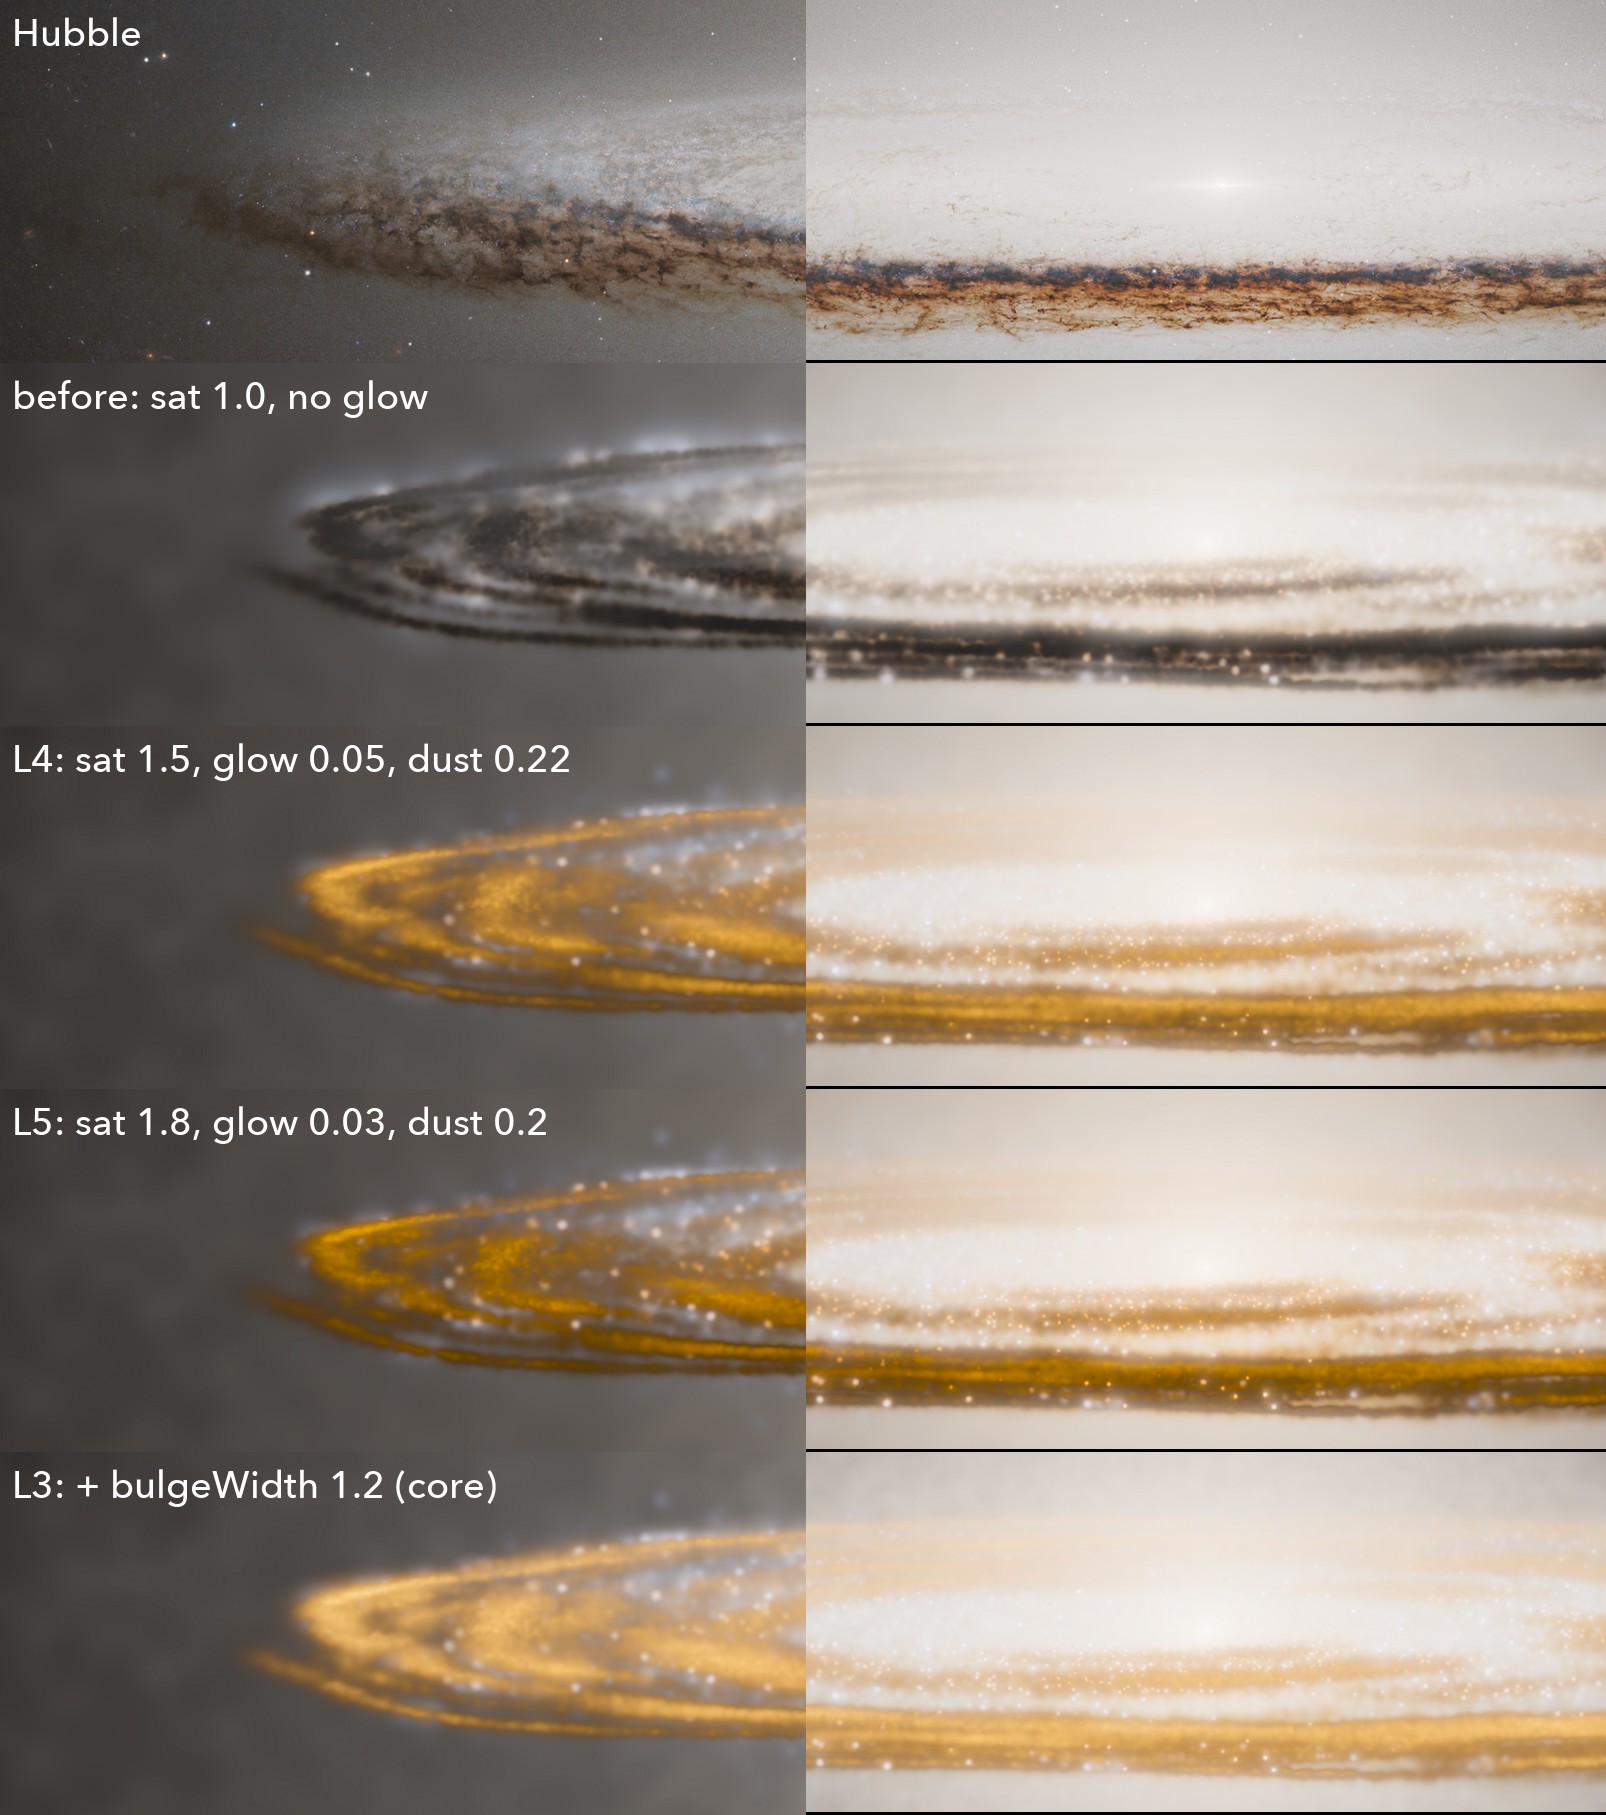 Hubble
before: sat 1.0, no glow
L4: sat 1.5, glow 0.05, dust 0.22
L5: sat 1.8, glow 0.03, dust 0.2
L3: + bulgeWidth 1.2 (core)